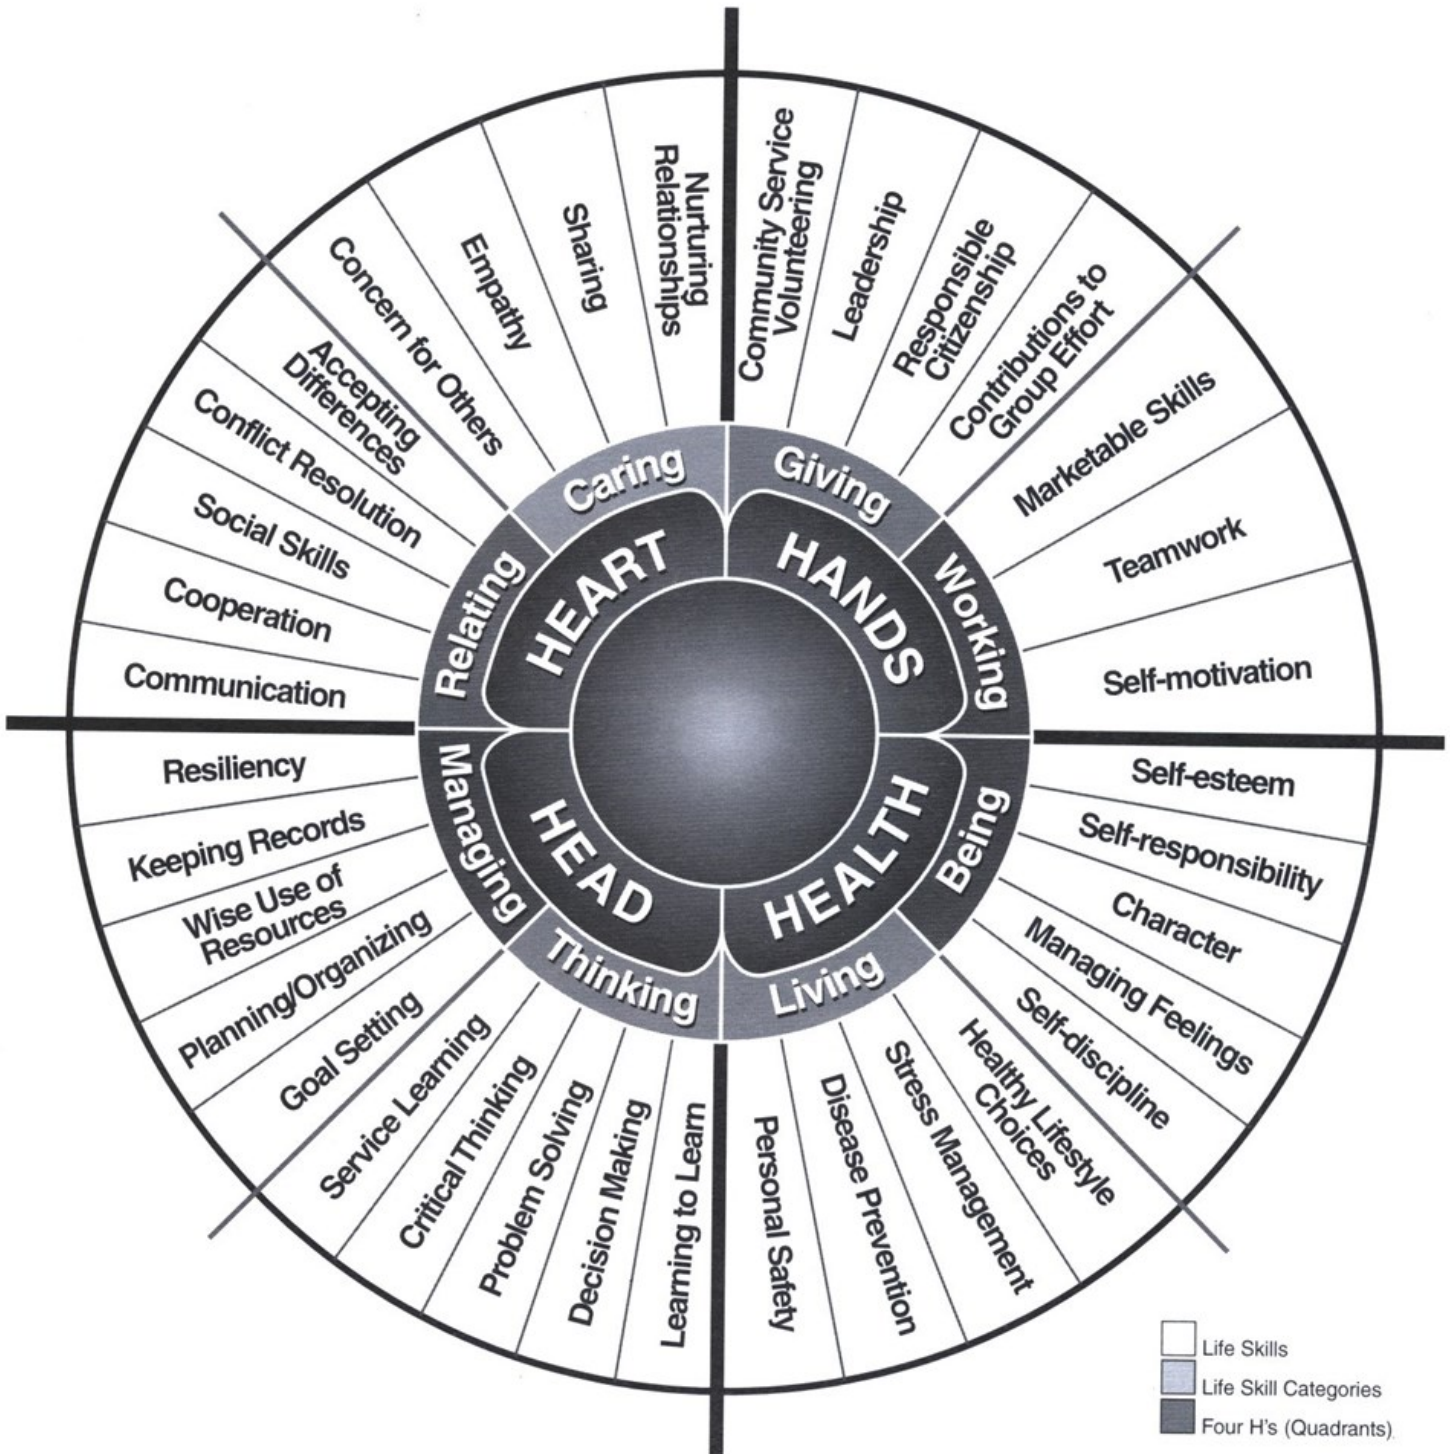 Nurturing
Relationships
Sharing
Empathy
Concern for Others
Accepting
Differences
Conflict Resolution
Social Skills
Cooperation
Communication
Community Service
Volunteering
Leadership
Responsible
Citizenship
Contributions to
Group Effort
Marketable Skills
Teamwork
Self-motivation
Caring
Giving
Relating
HEART
HANDS
Working
Managing
HEAD
HEALTH
Being
Thinking
Living
Resiliency
Keeping Records
Wise Use of
Resources
Planning/Organizing
Goal Setting
Service Learning
Critical Thinking
Problem Solving
Decision Making
Learning to Learn
Self-esteem
Self-responsibility
Character
Managing Feelings
Self-discipline
Healthy Lifestyle
Choices
Stress Management
Disease Prevention
Personal Safety
Life Skills
Life Skill Categories
Four H's (Quadrants)